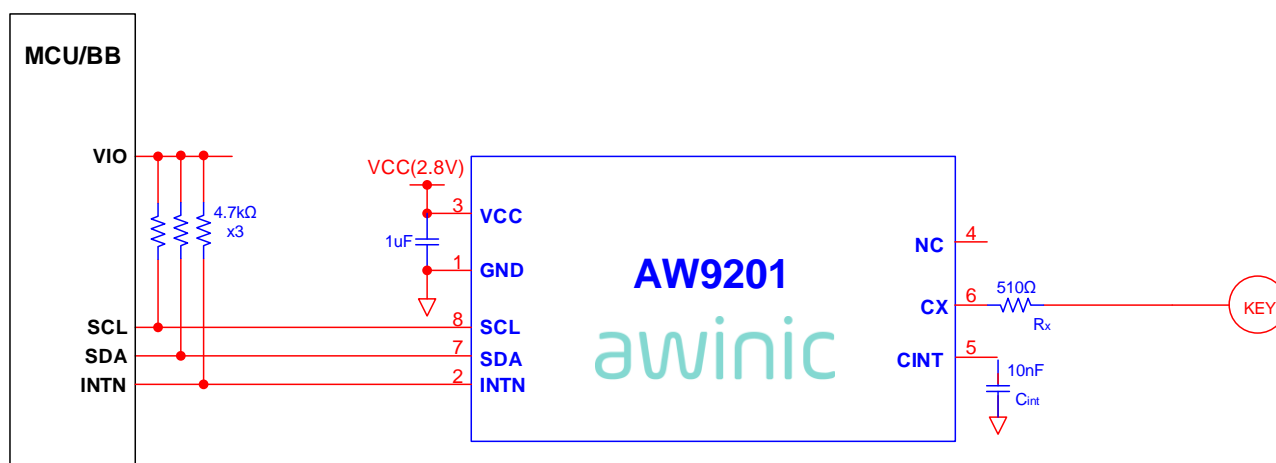 MCU/BB
VIO
4.7kΩ
x3
SCL
SDA
INTN
VCC(2.8V)
1uF
3
1
8
7
2
VCC
GND
SCL
SDA
INTN
AW9201
awinic
NC
CX
CINT
4
6
5
510Ω
Rx
10nF
Cint
KEY